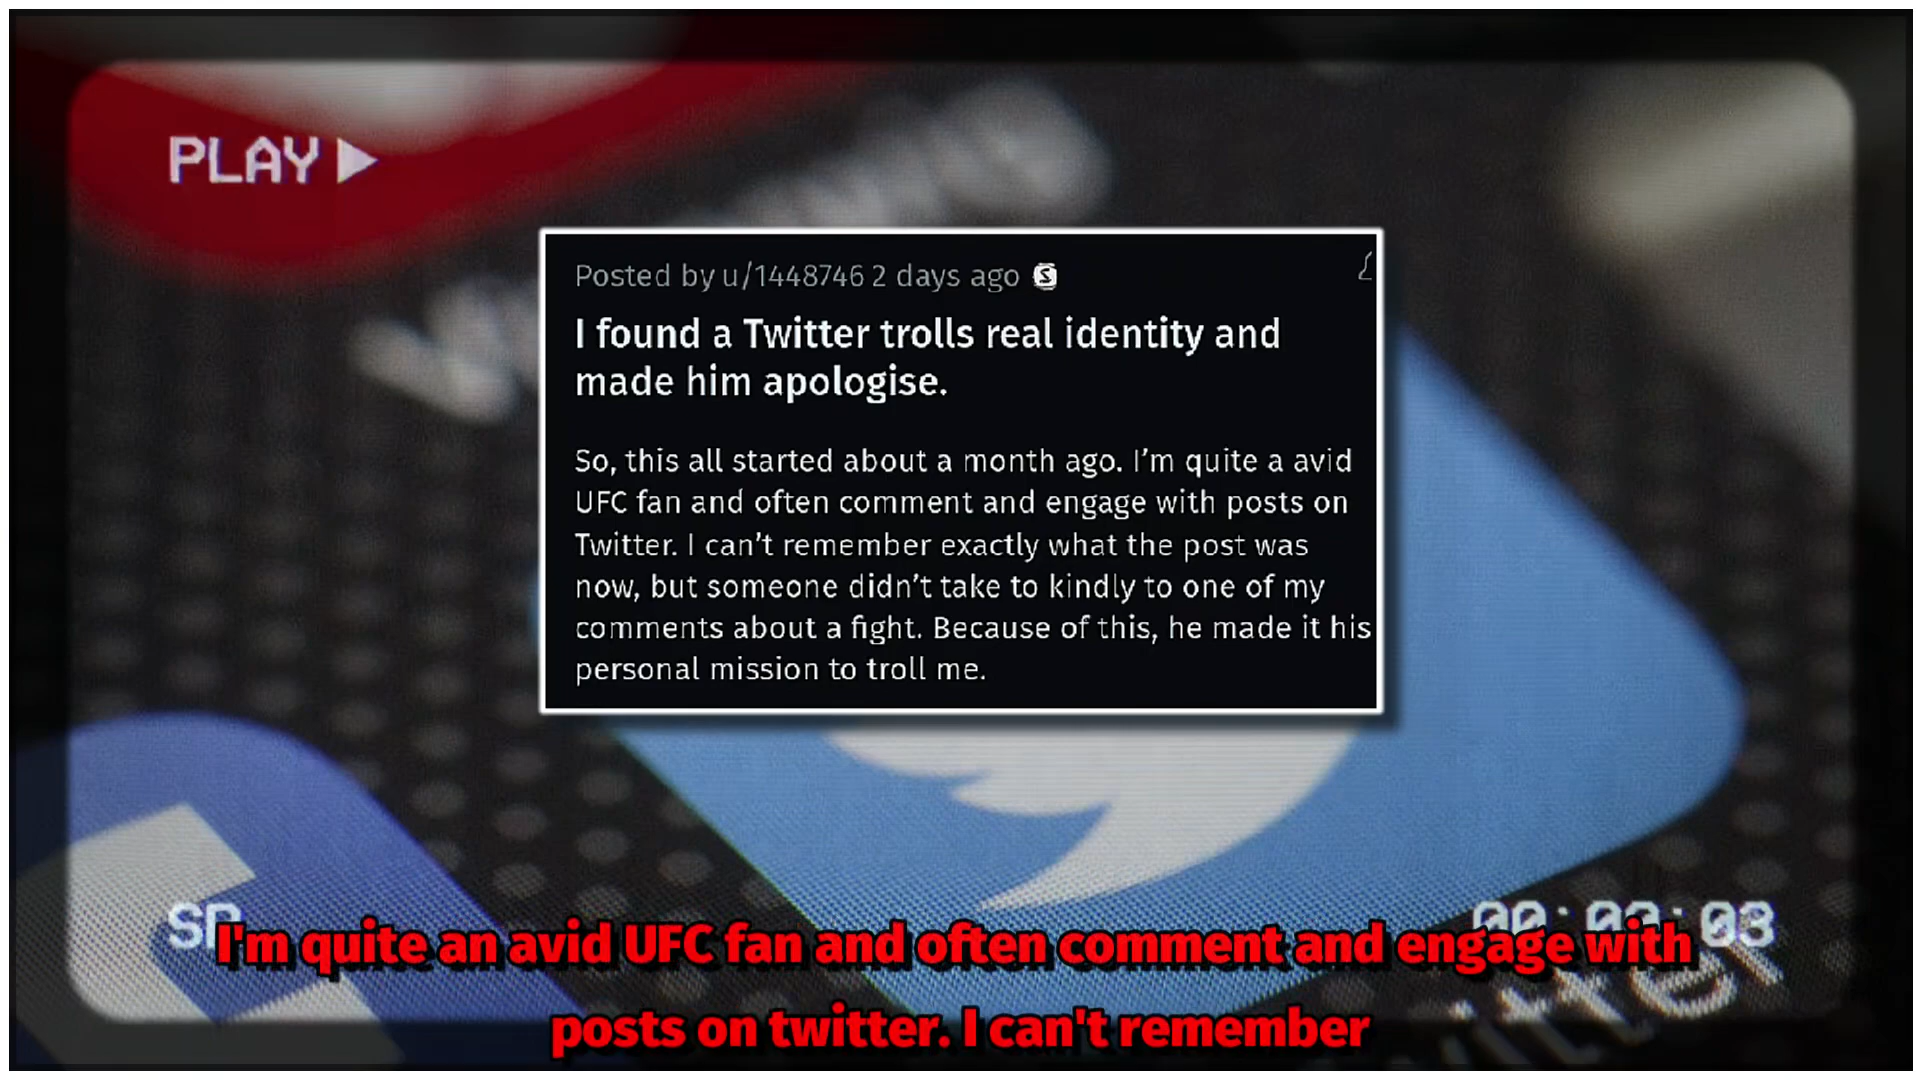 PLAY
Posted by u/1448746 2 days ago
I found a Twitter trolls real identity and
made him apologise.
So, this all started about a month ago. I’m quite a avid
UFC fan and often comment and engage with posts on
Twitter. I can’t remember exactly what the post was
now, but someone didn’t take to kindly to one of my
comments about a fight. Because of this, he made it his
personal mission to troll me.
SP
I'm quite an avid UFC fan and often comment and engage with
posts on twitter. I can't remember